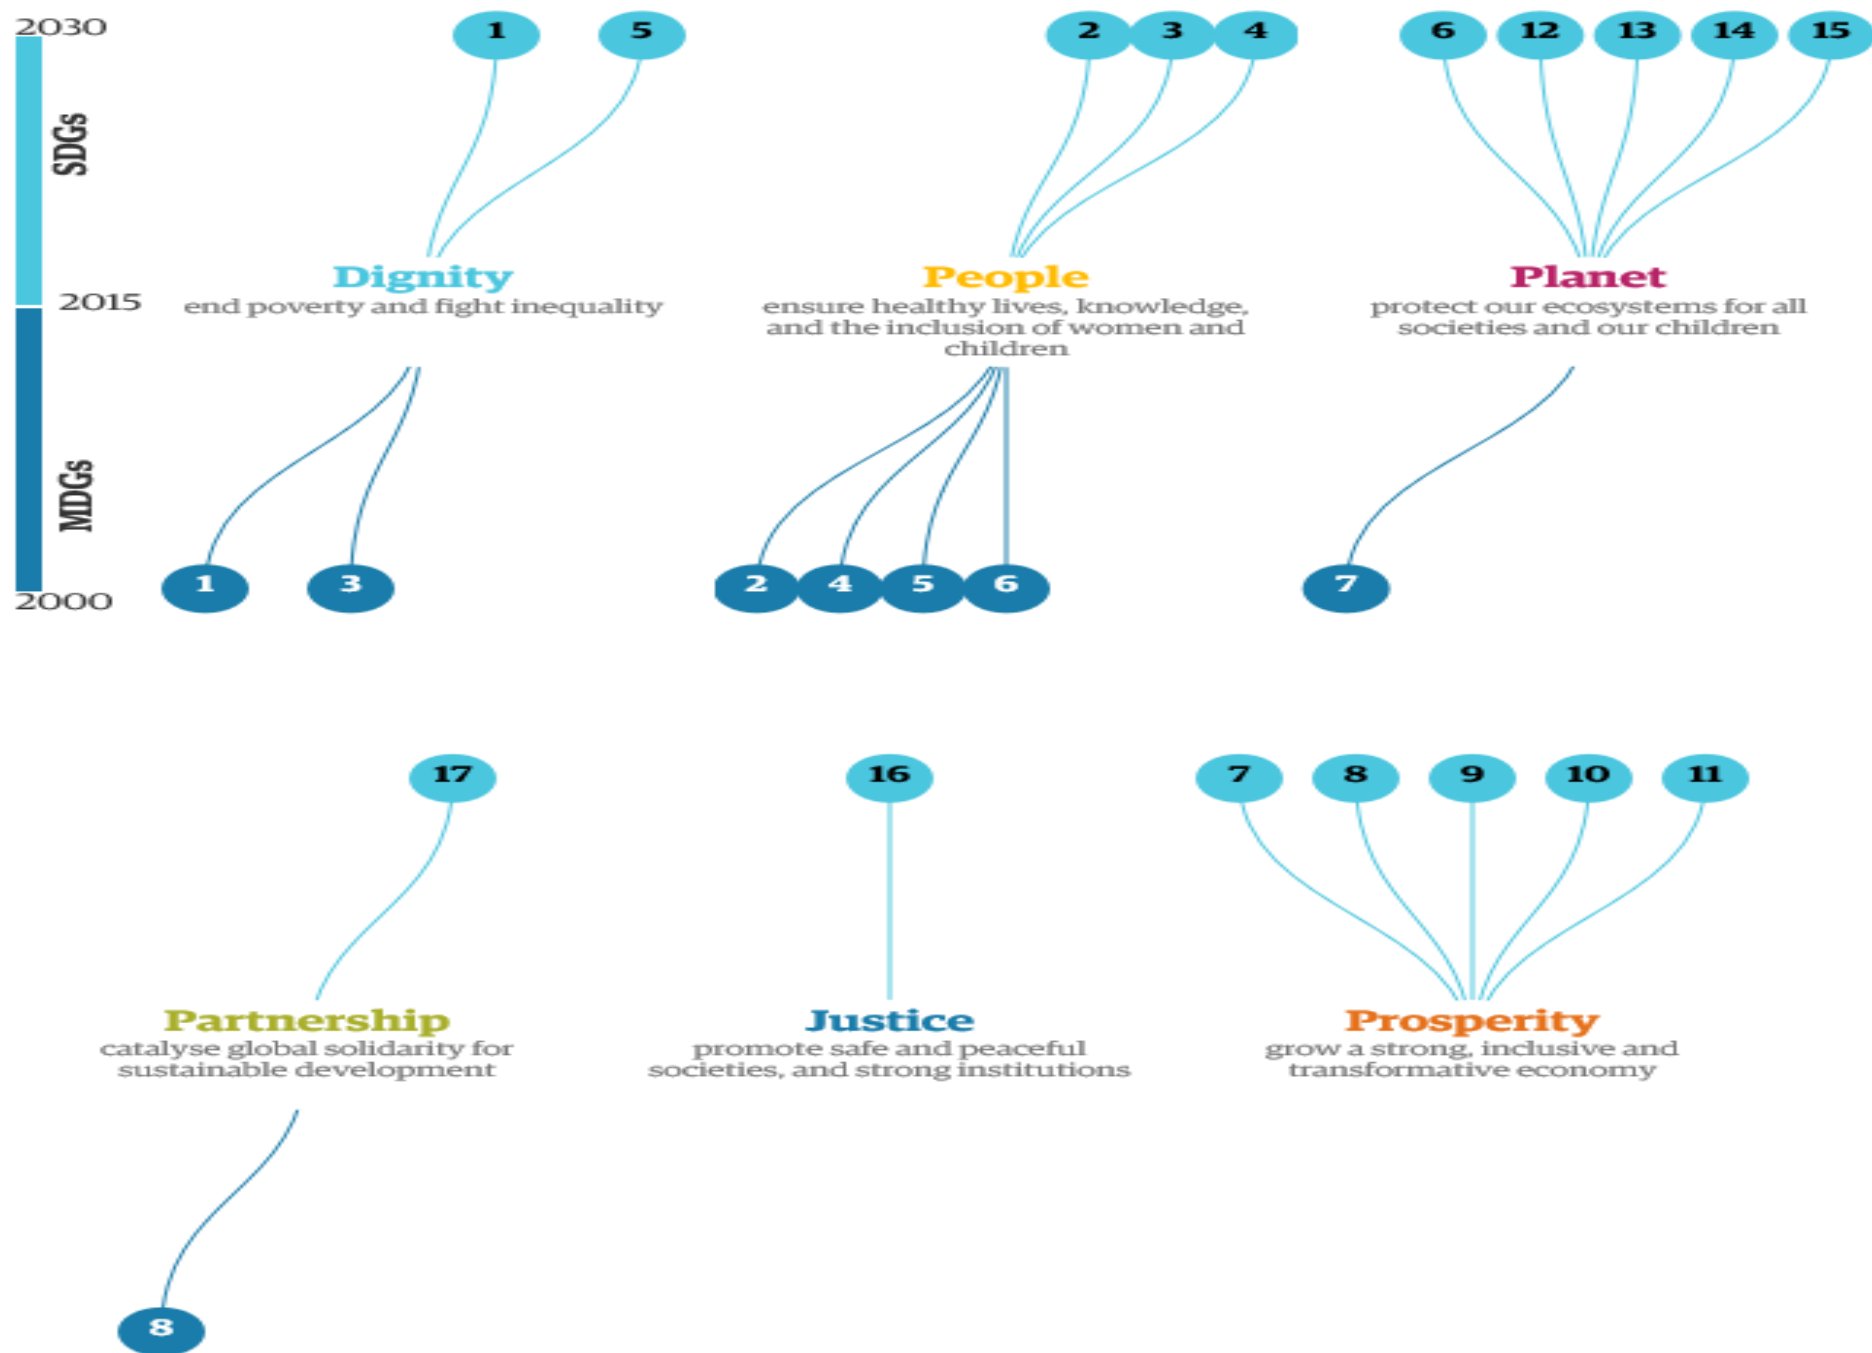 2030
1 5 2 3 4 6 12 13 14 15
SDGs
Dignity
end poverty and fight inequality
People
ensure healthy lives, knowledge,
and the inclusion of women and
children
Planet
protect our ecosystems for all
societies and our children
2015
MDGs
1 3 2 4 5 6 7
2000
17 16 7 8 9 10 11
Partnership
catalyse global solidarity for
sustainable development
Justice
promote safe and peaceful
societies, and strong institutions
Prosperity
grow a strong, inclusive and
transformative economy
8